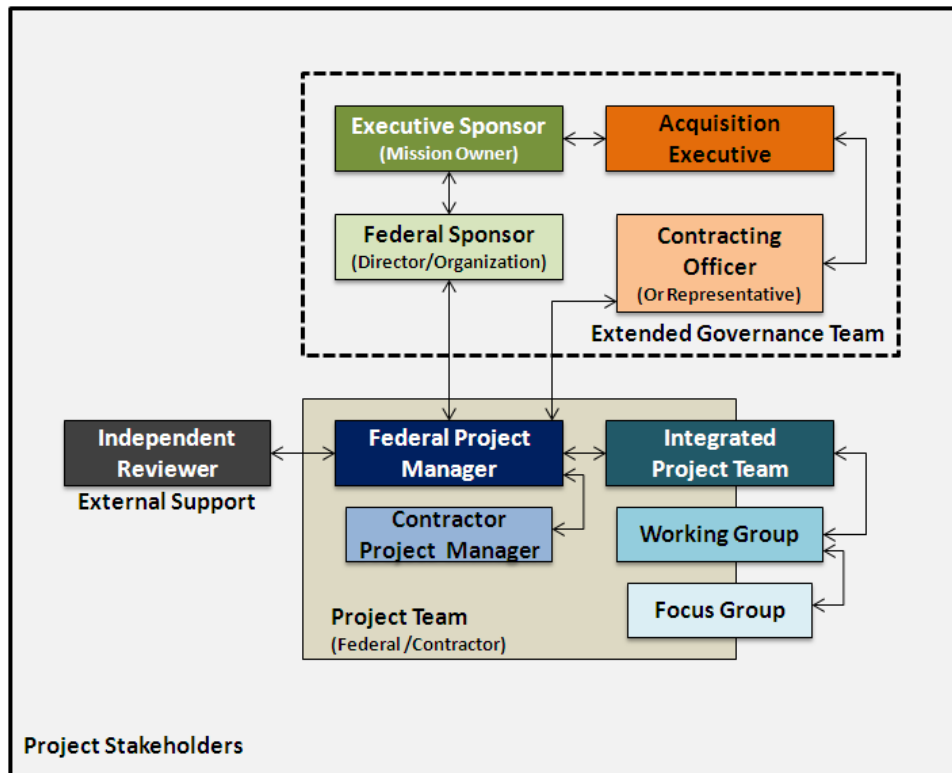 Executive Sponsor
(Mission Owner)
Acquisition
Executive
Federal Sponsor
(Director/Organization)
Contracting
Officer
(Or Representative)
Extended Governance Team
Independent
Reviewer
External Support
Federal Project
Manager
Integrated
Project Team
Contractor
Project Manager
Working Group
Focus Group
Project Team
(Federal /Contractor)
Project Stakeholders